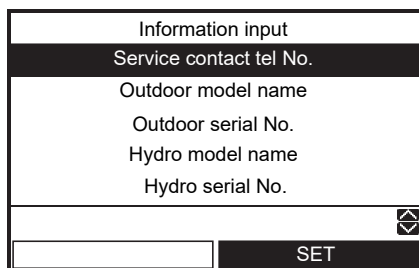 Information input
Service contact tel No.
Outdoor model name
Outdoor serial No.
Hydro model name
Hydro serial No.
SET